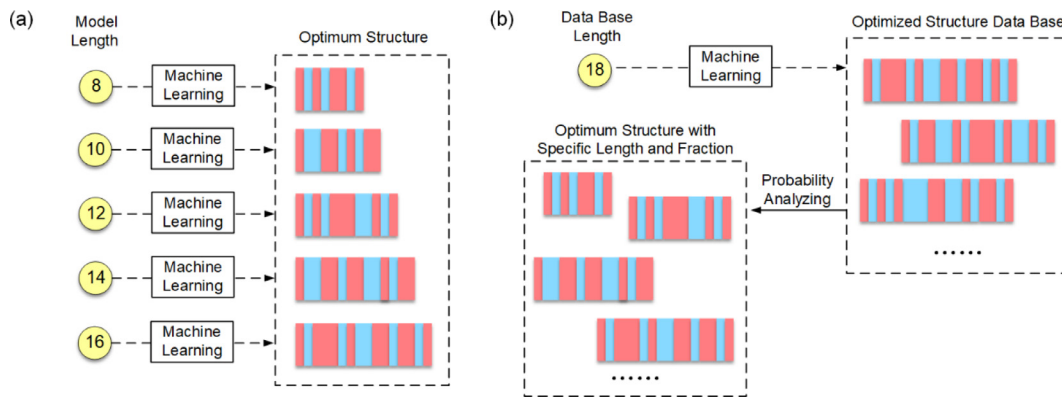 (a)
Model
Length
Optimum Structure
8
Machine
Learning
10
Machine
Learning
12
Machine
Learning
14
Machine
Learning
16
Machine
Learning
(b)
Data Base
Length
Optimized Structure Data Base
18
Machine
Learning
Optimum Structure with
Specific Length and Fraction
Probability
Analyzing
......
......